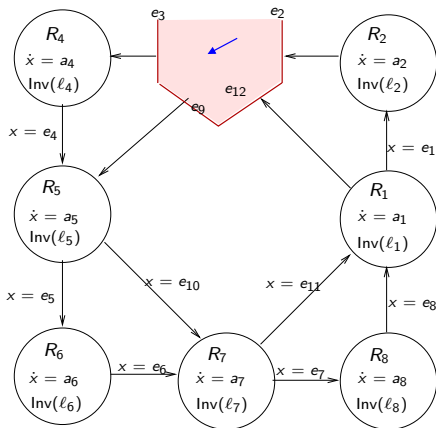 e3
e2
R4
ẋ = a4
Inv(ℓ4)
R2
ẋ = a2
Inv(ℓ2)
e12
e9
x = e4
x = e1
R5
ẋ = a5
Inv(ℓ5)
R1
ẋ = a1
Inv(ℓ1)
x = e10
x = e11
x = e5
x = e8
R6
ẋ = a6
Inv(ℓ6)
x = e6
R7
ẋ = a7
Inv(ℓ7)
x = e7
R8
ẋ = a8
Inv(ℓ8)